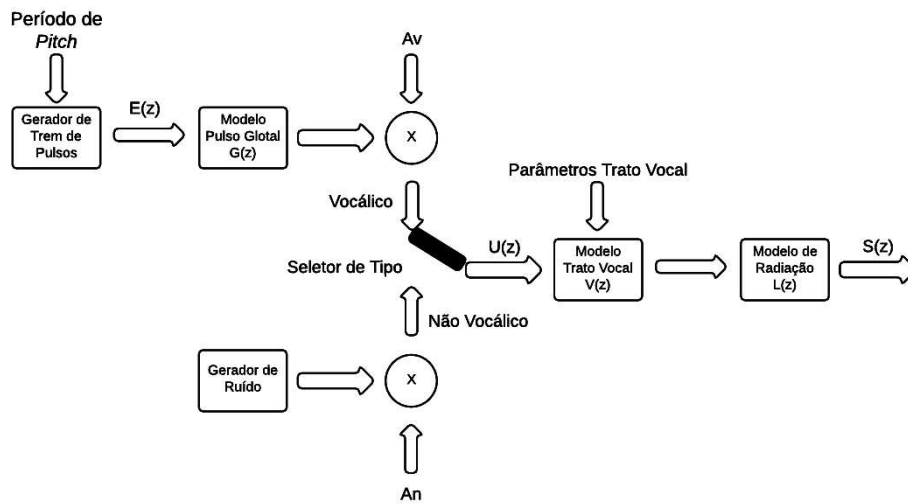 Período de
Pitch
Gerador de
Trem de
Pulsos
E(z)
Modelo
Pulso Glotal
G(z)
Av
X
Vocálico
Seletor de Tipo
Não Vocálico
Gerador de
Ruído
X
An
U(z)
Parâmetros Trato Vocal
Modelo
Trato Vocal
V(z)
Modelo de
Radiação
L(z)
S(z)